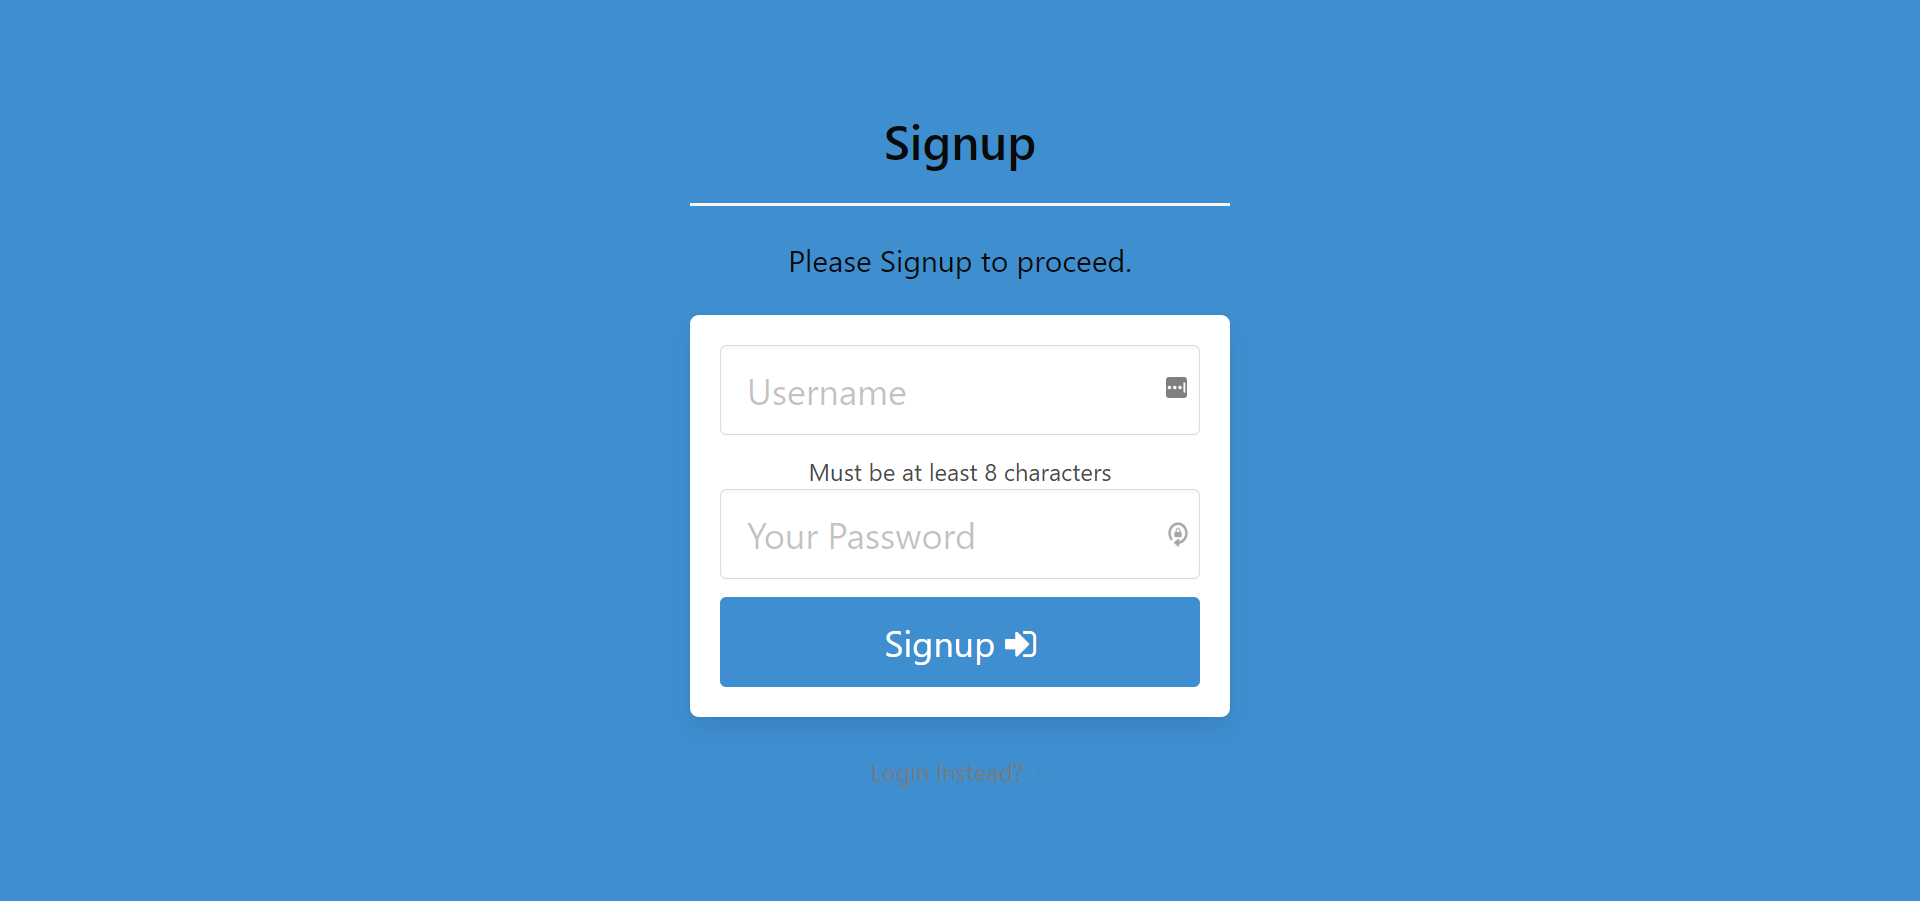 Signup
Please Signup to proceed.
Username
Must be at least 8 characters
Your Password
Signup
Login Instead? ·